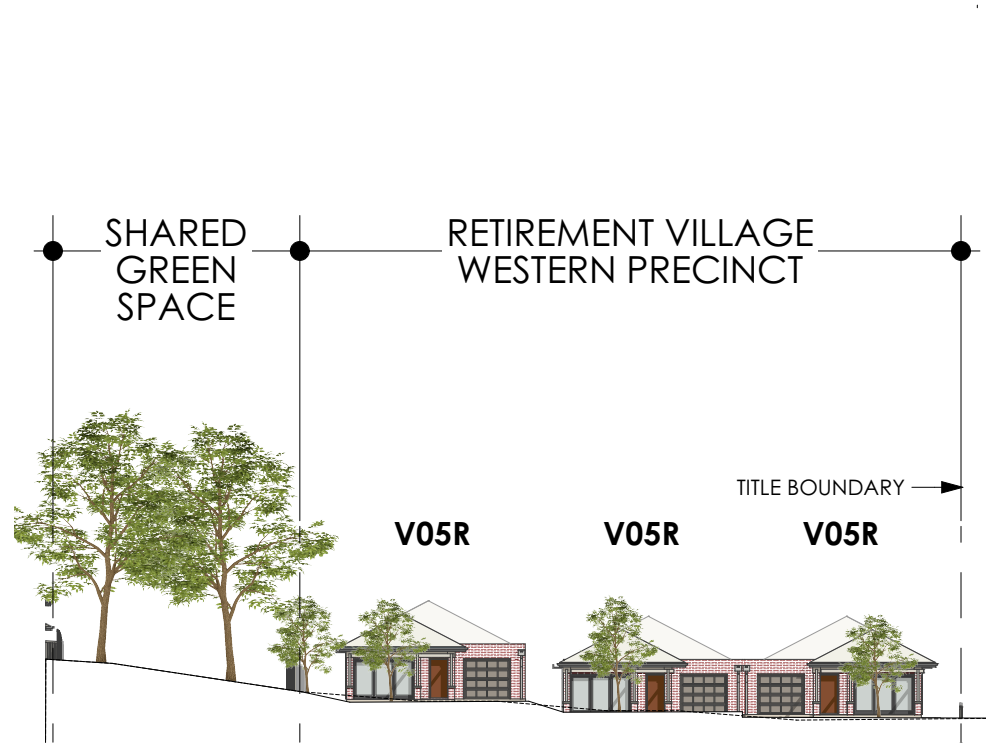 SHARED
GREEN
SPACE
RETIREMENT VILLAGE
WESTERN PRECINCT
TITLE BOUNDARY
V05R
V05R
V05R